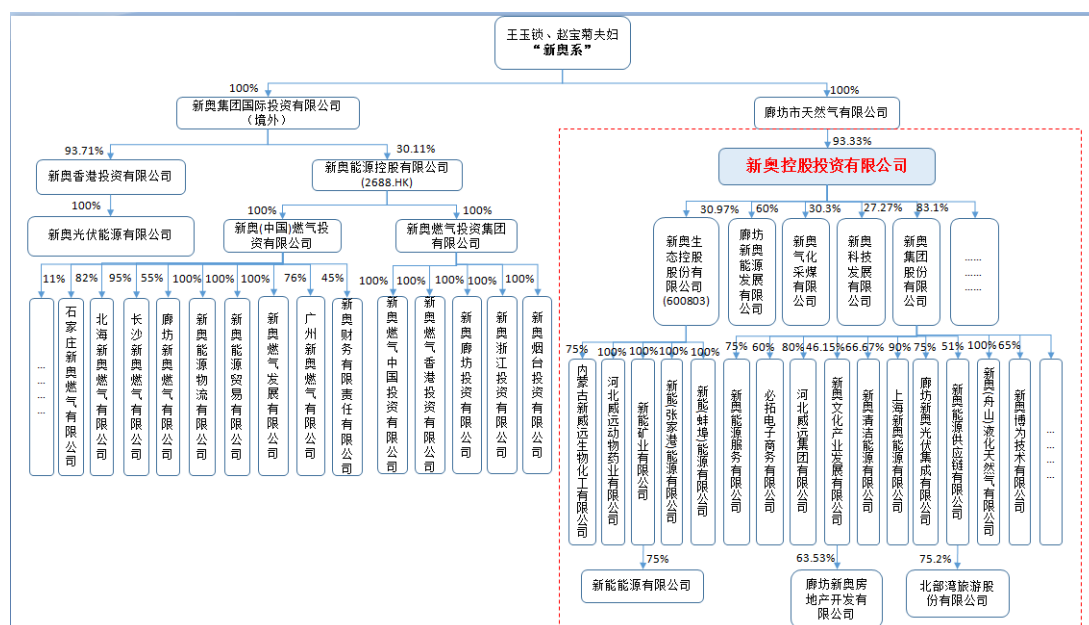 王玉锁、赵宝菊夫妇
“新奥系”
100%
100%
新奥集团国际投资有限公司
（境外）
廊坊市天然气有限公司
93.71%
30.11%
93.33%
新奥香港投资有限公司
新奥能源控股有限公司
(2688.HK)
新奥控股投资有限公司
100%
100%
100%
30.97%
60%
30.3%
27.27%
83.1%
新奥光伏能源有限公司
新奥(中国)燃气投
资有限公司
新奥燃气投资集团
有限公司
新奥生
态控股
股份有
限公司
(600803)
廊坊
新奥
能源
发展
有限
公司
新奥
气化
采煤
有限
公司
新奥
科技
发展
有限
公司
新奥
集团
股份
有限
公司
……
……
11%
82%
95%
55%
100%
100%
100%
76%
45%
100%
100%
100%
100%
100%
…………
石家庄新奥燃气有限公司
北海新奥燃气有限公司
长沙新奥燃气有限公司
廊坊新奥燃气有限公司
新奥能源物流有限公司
新奥能源贸易有限公司
新奥燃气发展有限公司
广州新奥燃气有限公司
新奥财务有限责任有限公司
新奥燃气中国投资有限公司
新奥燃气香港投资有限公司
新奥廊坊投资有限公司
新奥浙江投资有限公司
新奥烟台投资有限公司
75%
100%
100%
100%
100%
75%
60%
80%
46.15%
66.67%
90%
75%
51%
100%
65%
内蒙古新威远生物化工有限公司
河北威远动物药业有限公司
新能矿业有限公司
新能(张家港)能源有限公司
新能(蚌埠)能源有限公司
新奥能源服务有限公司
必拓电子商务有限公司
河北威远集团有限公司
新奥文化产业发展有限公司
新奥清洁能源有限公司
上海新奥能源有限公司
廊坊新奥光伏集成有限公司
新奥能源供应链有限公司
新奥(舟山)液化天然气有限公司
新奥博为技术有限公司
…………
75%
63.53%
75.2%
新能能源有限公司
廊坊新奥房
地产开发有
限公司
北部湾旅游股
份有限公司